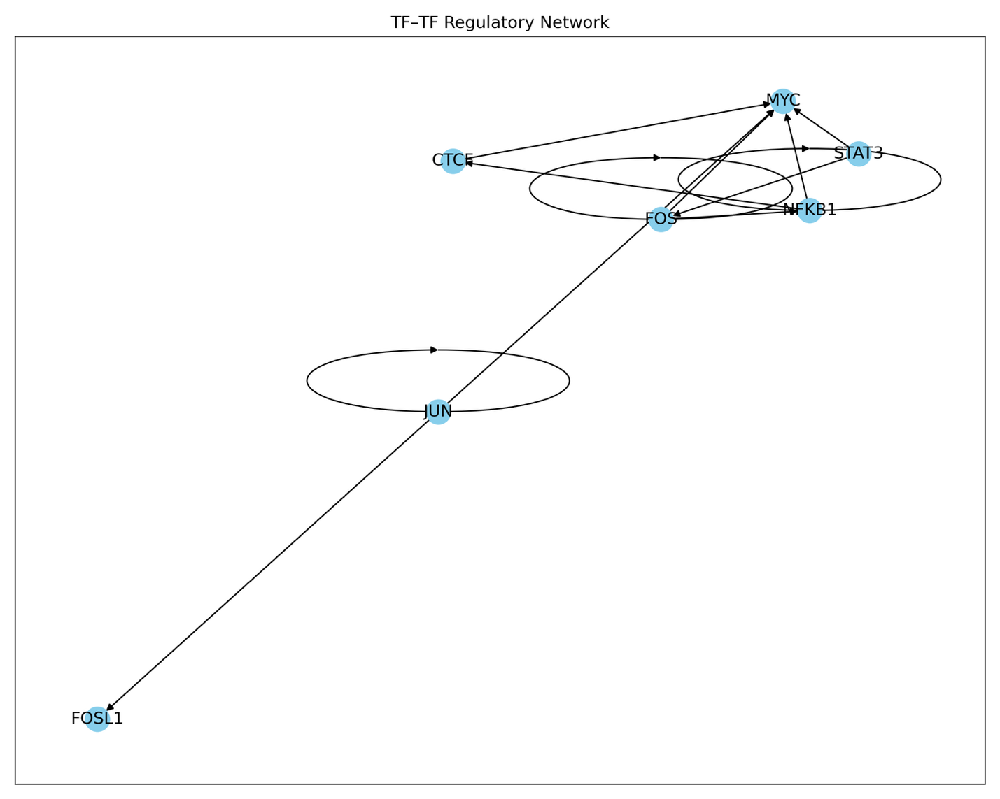 TF–TF Regulatory Network
MYC
STAT3
CTCF
NFKB1
FOS
JUN
FOSL1